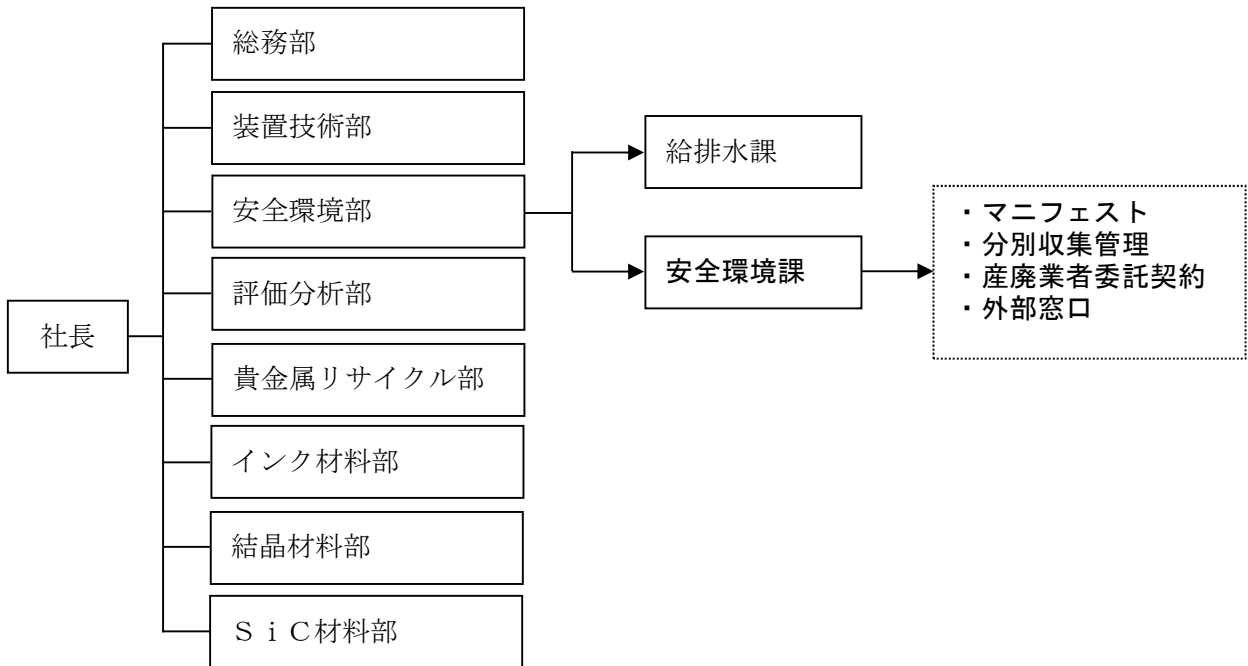 総務部
装置技術部
安全環境部
評価分析部
社長
貴金属リサイクル部
インク材料部
結晶材料部
ＳｉＣ材料部
給排水課
安全環境課
・マニフェスト
・分別収集管理
・産廃業者委託契約
・外部窓口